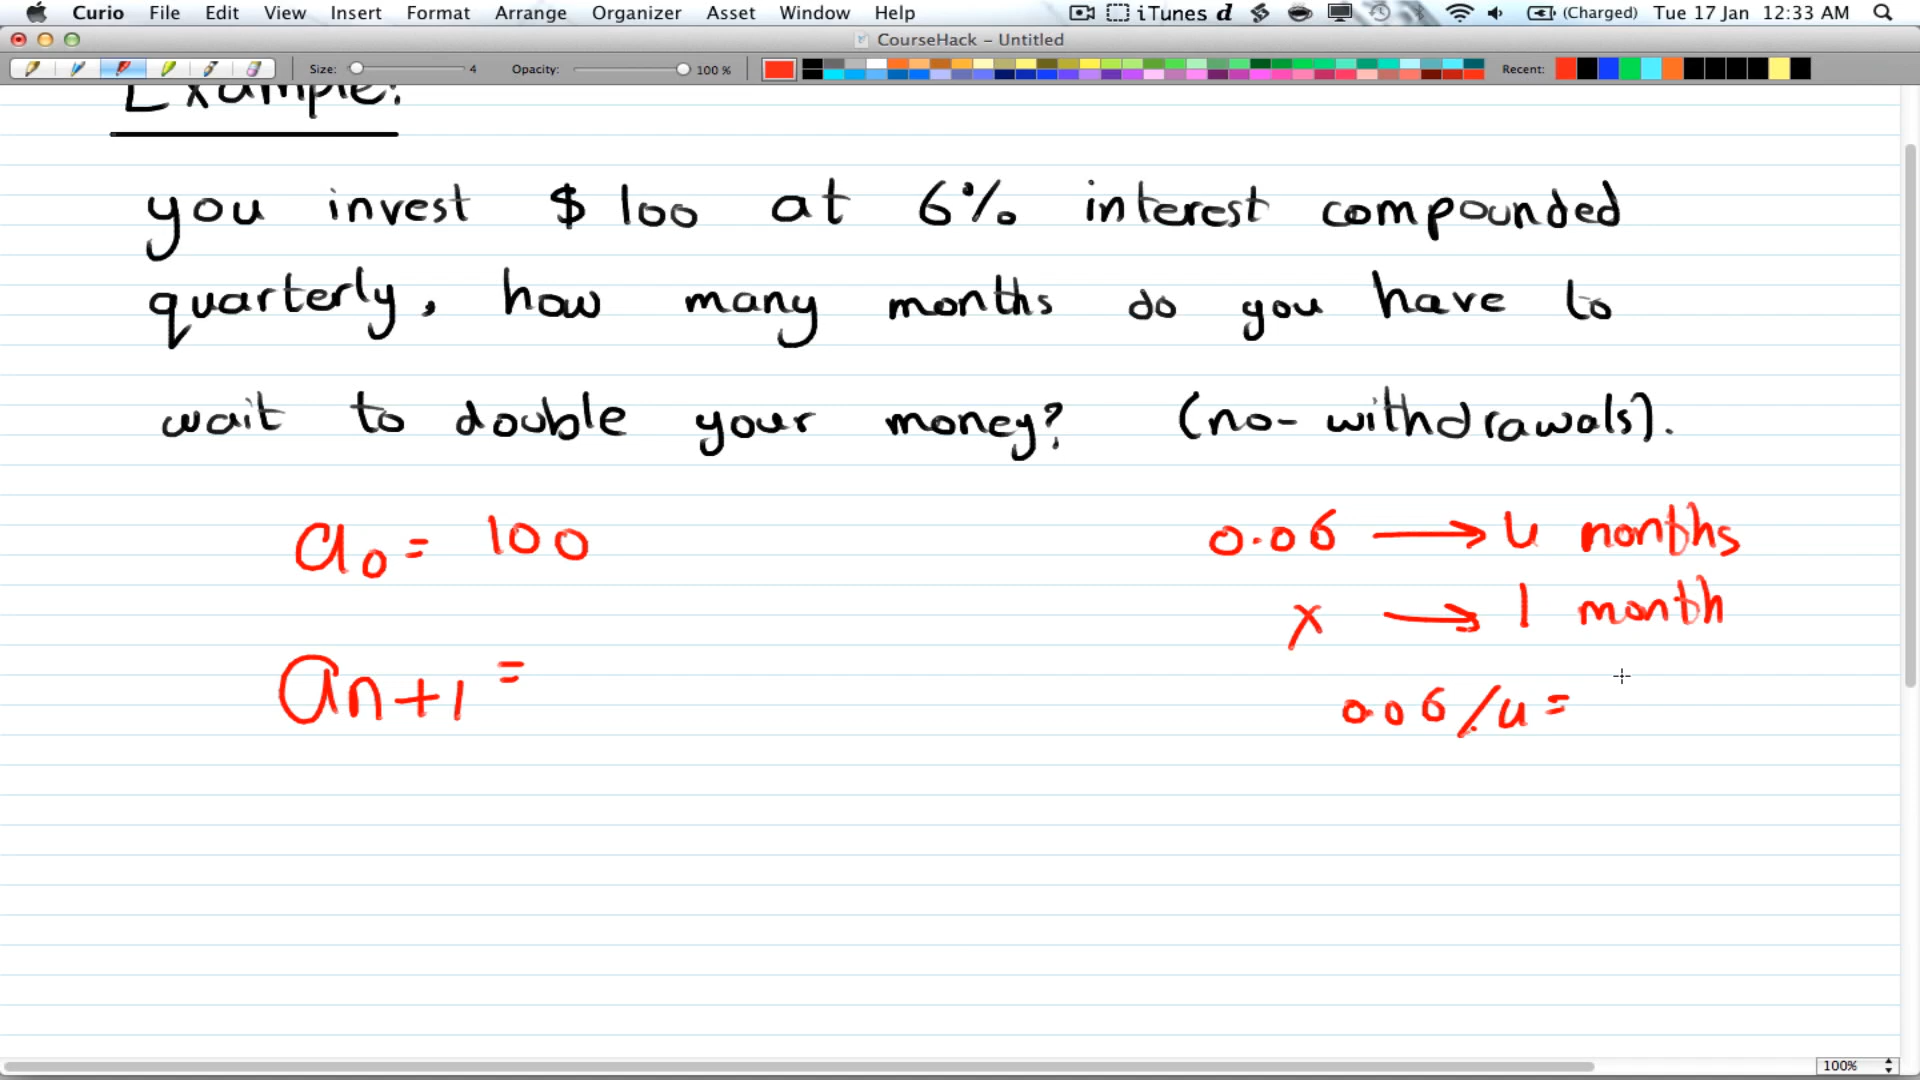 Curio File Edit View Insert Format Arrange Organizer Asset Window Help iTunes d (Charged) Tue 17 Jan 12:33 AM
CourseHack – Untitled
Size: 4 Opacity: 100 % Recent:
Example:
you invest $ 100 at 6% interest compounded
quarterly, how many months do you have to
wait to double your money? (no-withdrawals).
a0 = 100
0.06 → 4 months
x → 1 month
an+1 =
0.06/4 =
100%